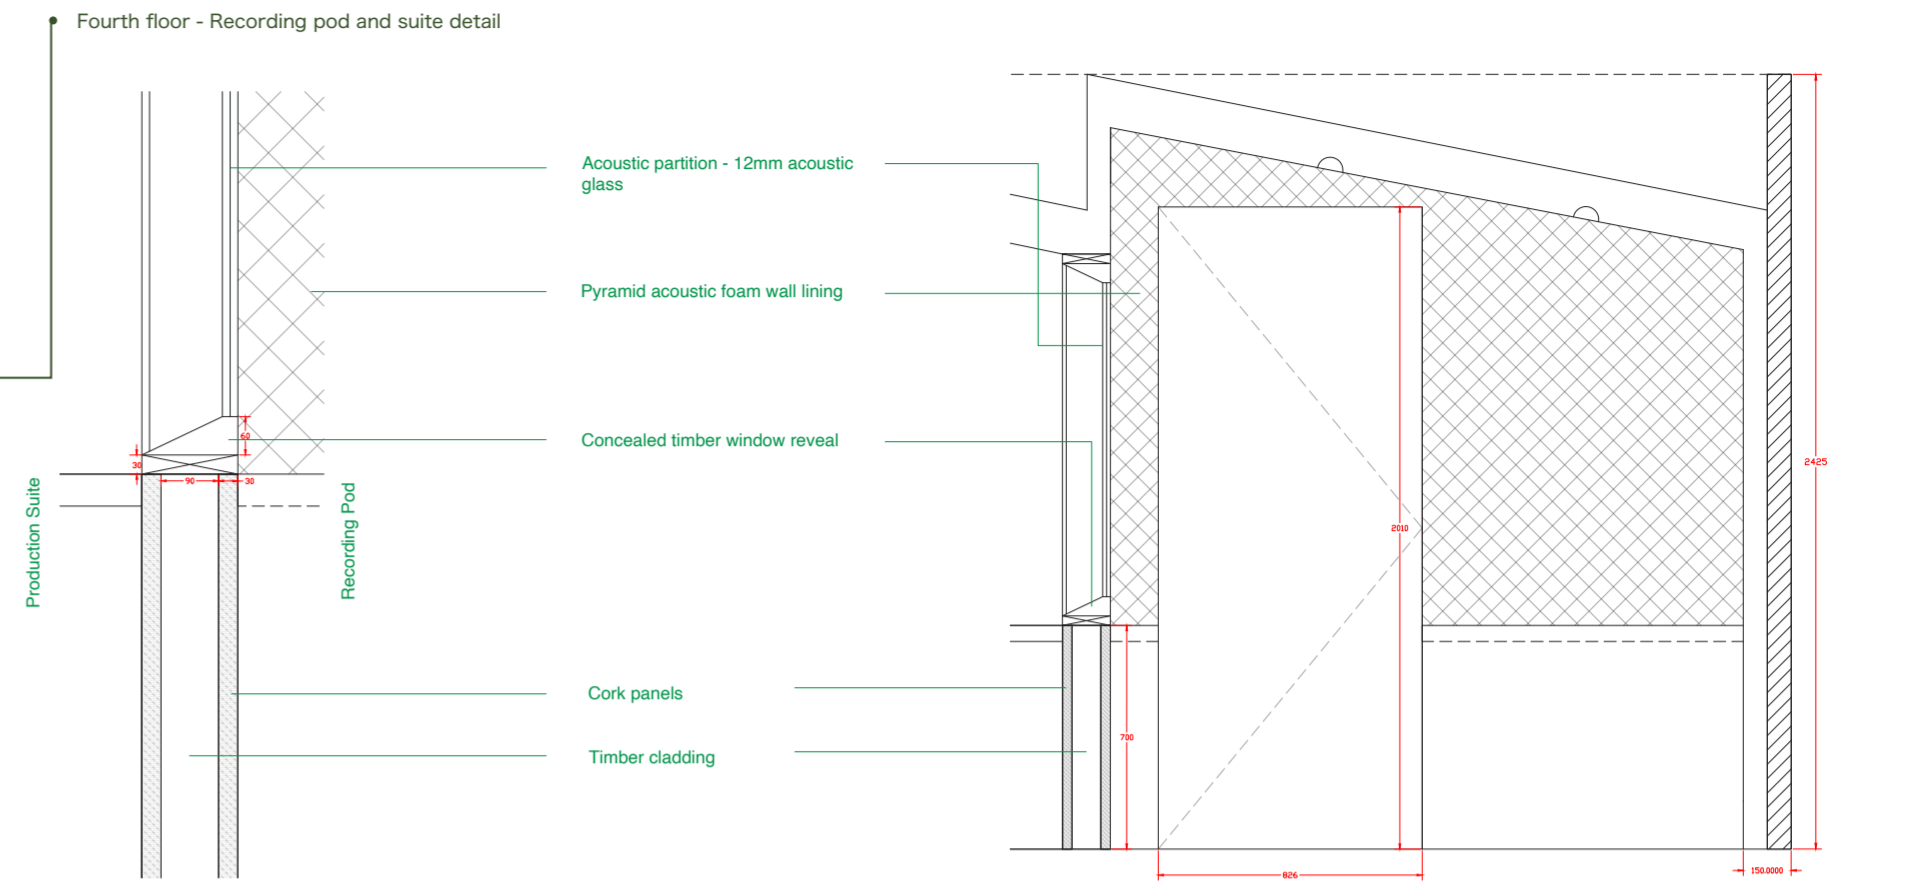 Fourth floor - Recording pod and suite detail
Acoustic partition - 12mm acoustic
glass
Pyramid acoustic foam wall lining
Concealed timber window reveal
Cork panels
Timber cladding
Production Suite
Recording Pod
60
30
90
30
2425
2010
700
826
150.0000